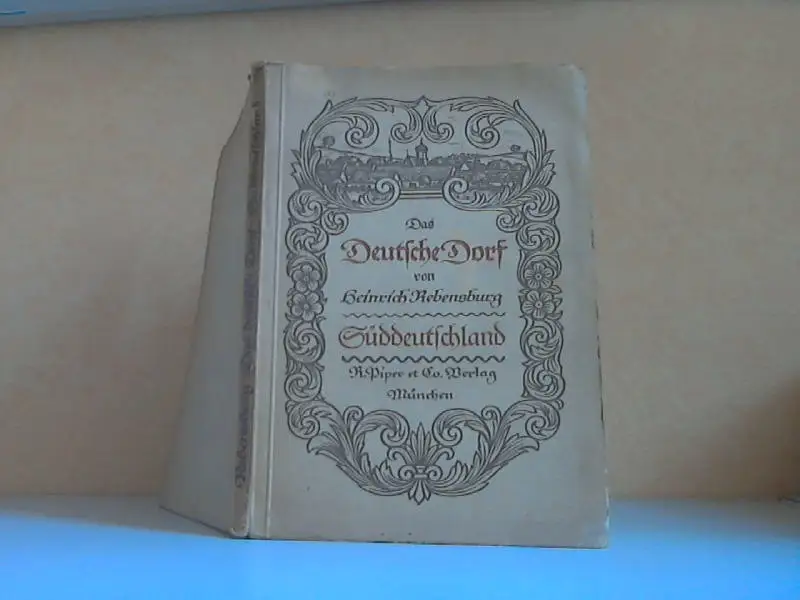 Das
Deutsche Dorf
von
Heinrich Rebensburg
Süddeutschland
R. Piper et Co. Verlag
München